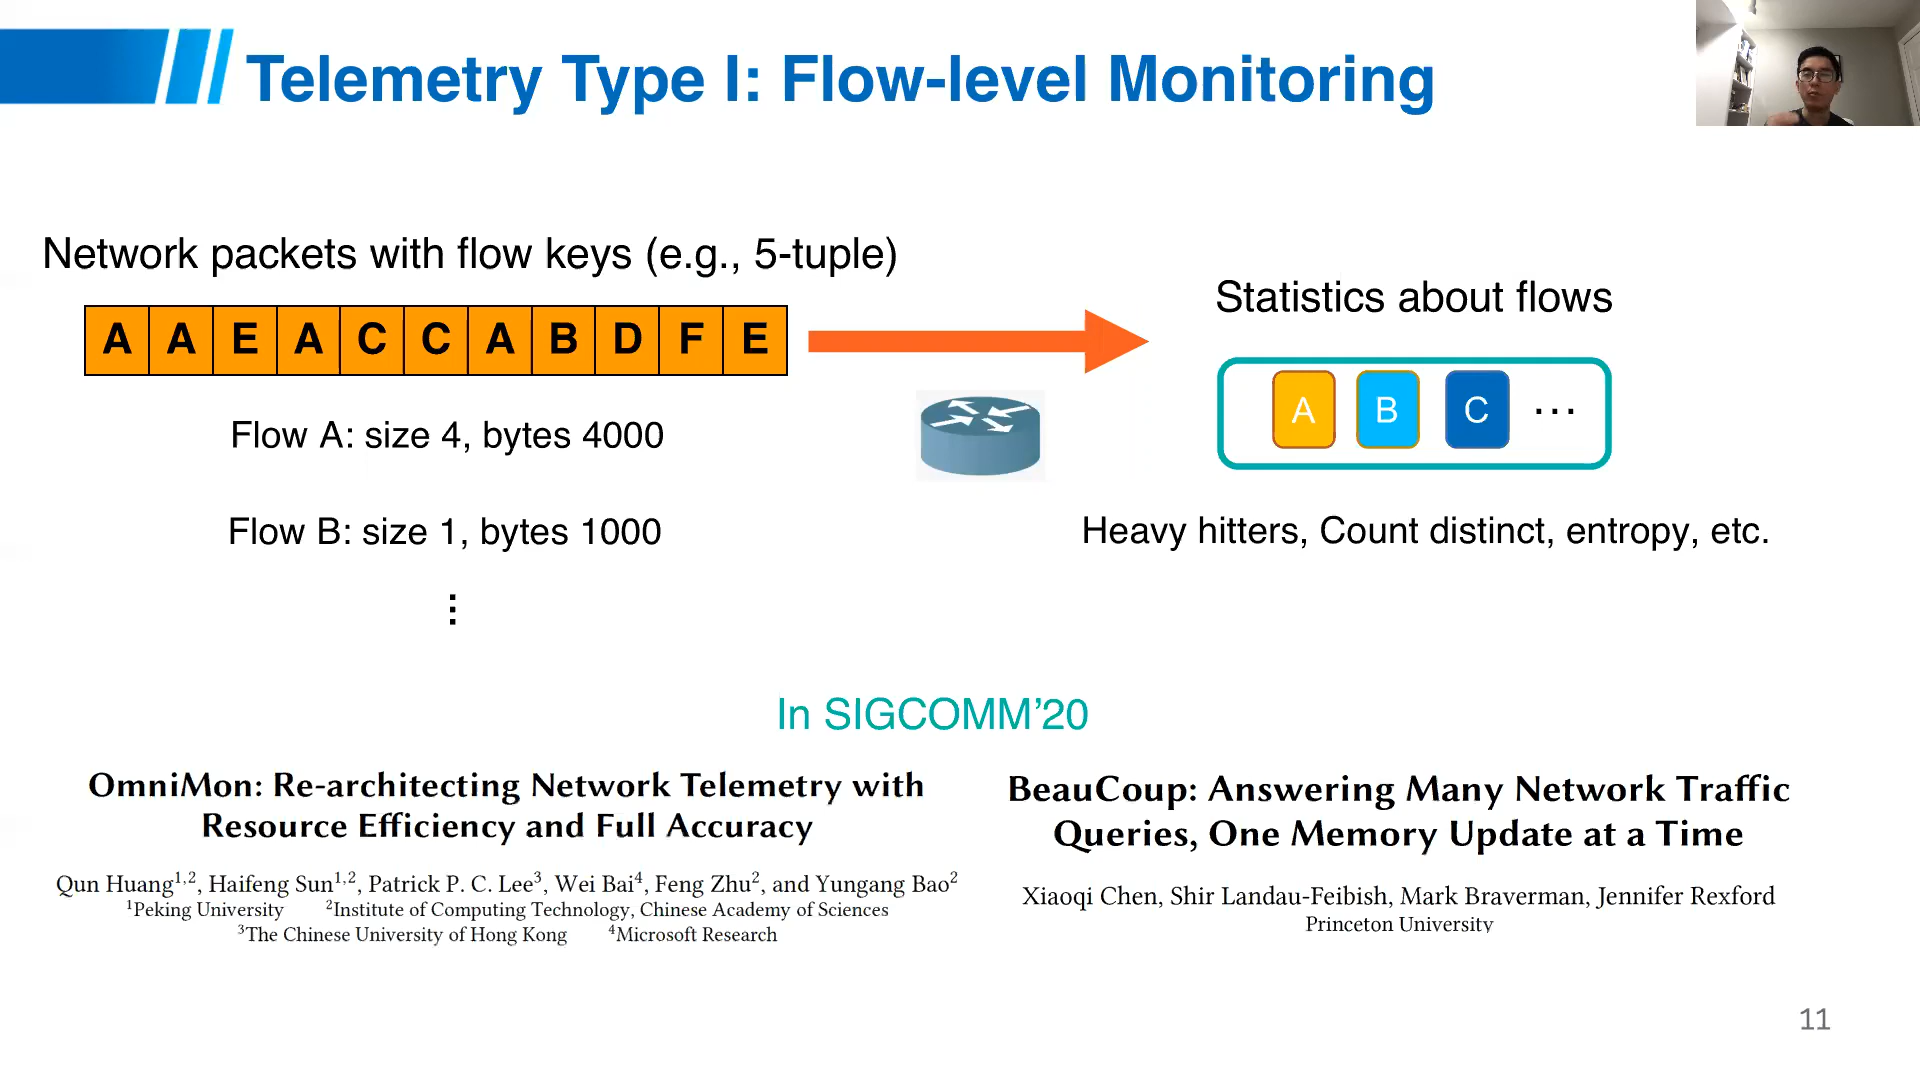 Telemetry Type I: Flow-level Monitoring
Network packets with flow keys (e.g., 5-tuple)
A A E A C C A B D F E
Flow A: size 4, bytes 4000
Flow B: size 1, bytes 1000
⋮
Statistics about flows
A B C ...
Heavy hitters, Count distinct, entropy, etc.
In SIGCOMM’20
OmniMon: Re-architecting Network Telemetry with
Resource Efficiency and Full Accuracy
Qun Huang1,2, Haifeng Sun1,2, Patrick P. C. Lee3, Wei Bai4, Feng Zhu2, and Yungang Bao2
1Peking University 2Institute of Computing Technology, Chinese Academy of Sciences
3The Chinese University of Hong Kong 4Microsoft Research
BeauCoup: Answering Many Network Traffic
Queries, One Memory Update at a Time
Xiaoqi Chen, Shir Landau-Feibish, Mark Braverman, Jennifer Rexford
Princeton University
11